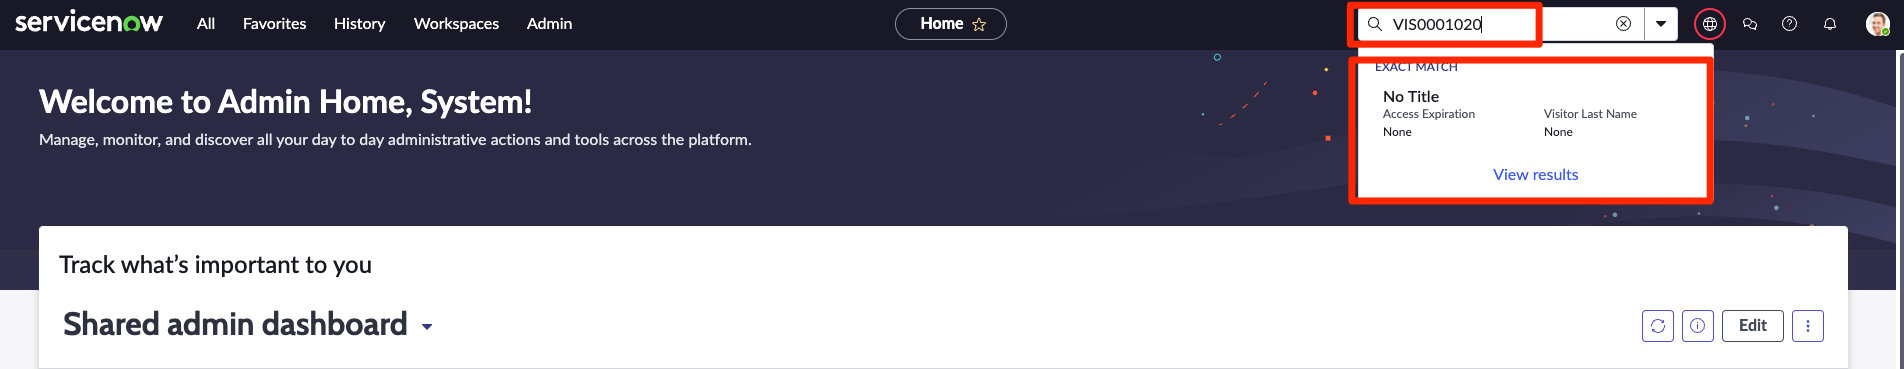 servicenow All Favorites History Workspaces Admin Home VIS0001020
EXACT MATCH
No Title
Access Expiration Visitor Last Name
None None
View results
Welcome to Admin Home, System!
Manage, monitor, and discover all your day to day administrative actions and tools across the platform.
Track what's important to you
Shared admin dashboard Edit